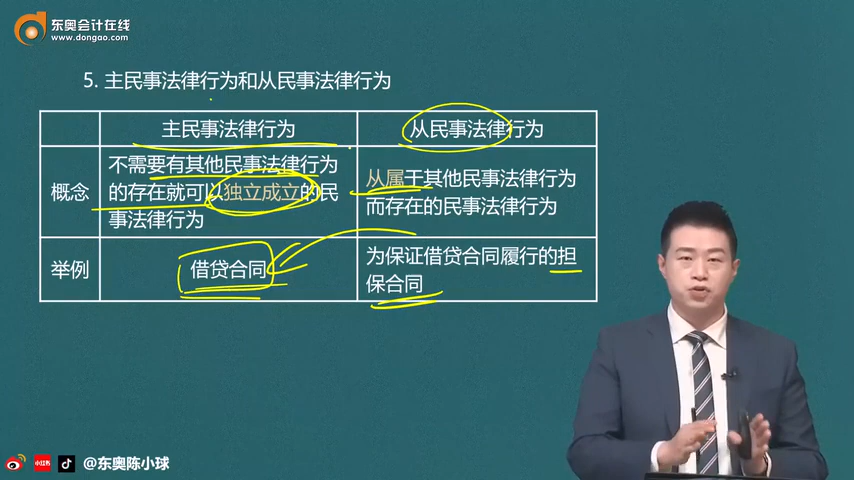 东奥会计在线
www.dongao.com
5. 主民事法律行为和从民事法律行为
主民事法律行为
从民事法律行为
概念
不需要有其他民事法律行为
的存在就可以独立成立的民
事法律行为
从属于其他民事法律行为
而存在的民事法律行为
举例
借贷合同
为保证借贷合同履行的担
保合同
小红书
@东奥陈小球